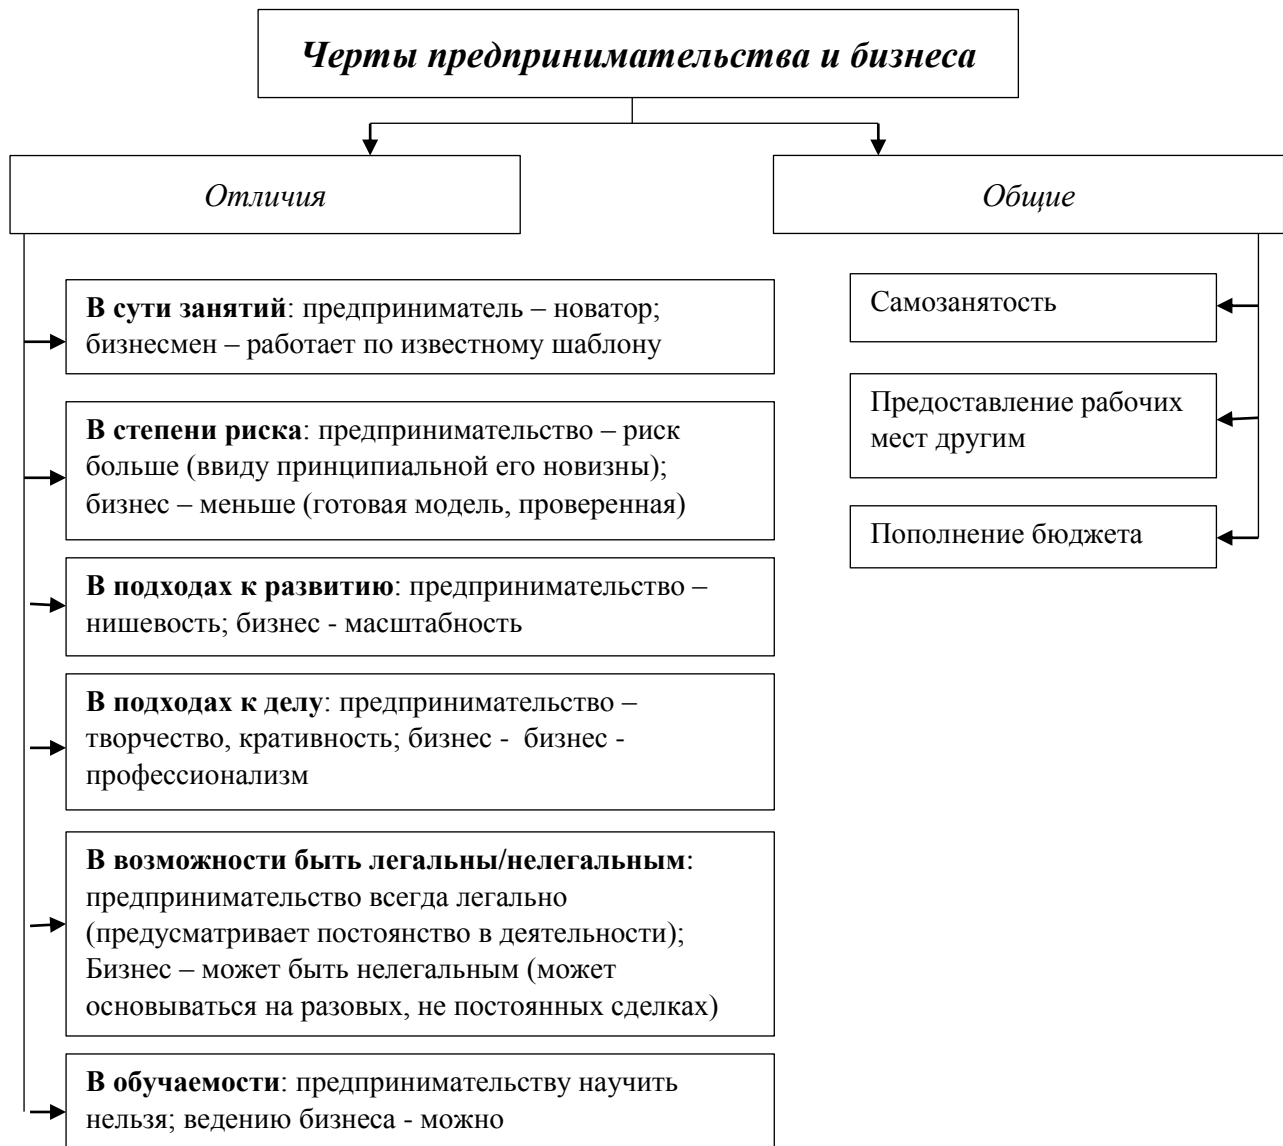 Черты предпринимательства и бизнеса
Отличия
В сути занятий: предприниматель – новатор;
бизнесмен – работает по известному шаблону
В степени риска: предпринимательство – риск
больше (ввиду принципиальной его новизны);
бизнес – меньше (готовая модель, проверенная)
В подходах к развитию: предпринимательство –
нишевость; бизнес - масштабность
В подходах к делу: предпринимательство –
творчество, кративность; бизнес -  бизнес -
профессионализм
В возможности быть легальны/нелегальным:
предпринимательство всегда легально
(предусматривает постоянство в деятельности);
Бизнес – может быть нелегальным (может
основываться на разовых, не постоянных сделках)
В обучаемости: предпринимательству научить
нельзя; ведению бизнеса - можно
Общие
Самозанятость
Предоставление рабочих
мест другим
Пополнение бюджета